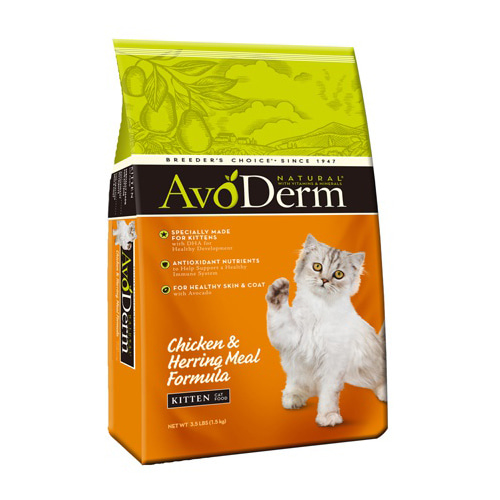 BREEDER'S CHOICE® • SINCE 1947
NATURAL®
WITH VITAMINS & MINERALS
AvoDerm
SPECIALLY MADE
FOR KITTENS
with DHA for
Healthy Development
ANTIOXIDANT NUTRIENTS
to Help Support a Healthy
Immune System
FOR HEALTHY SKIN & COAT
with Avocado
Chicken &
Herring Meal
Formula
KITTEN CAT
FOOD
NET WT 3.5 LBS (1.5 kg)
AvoDerm